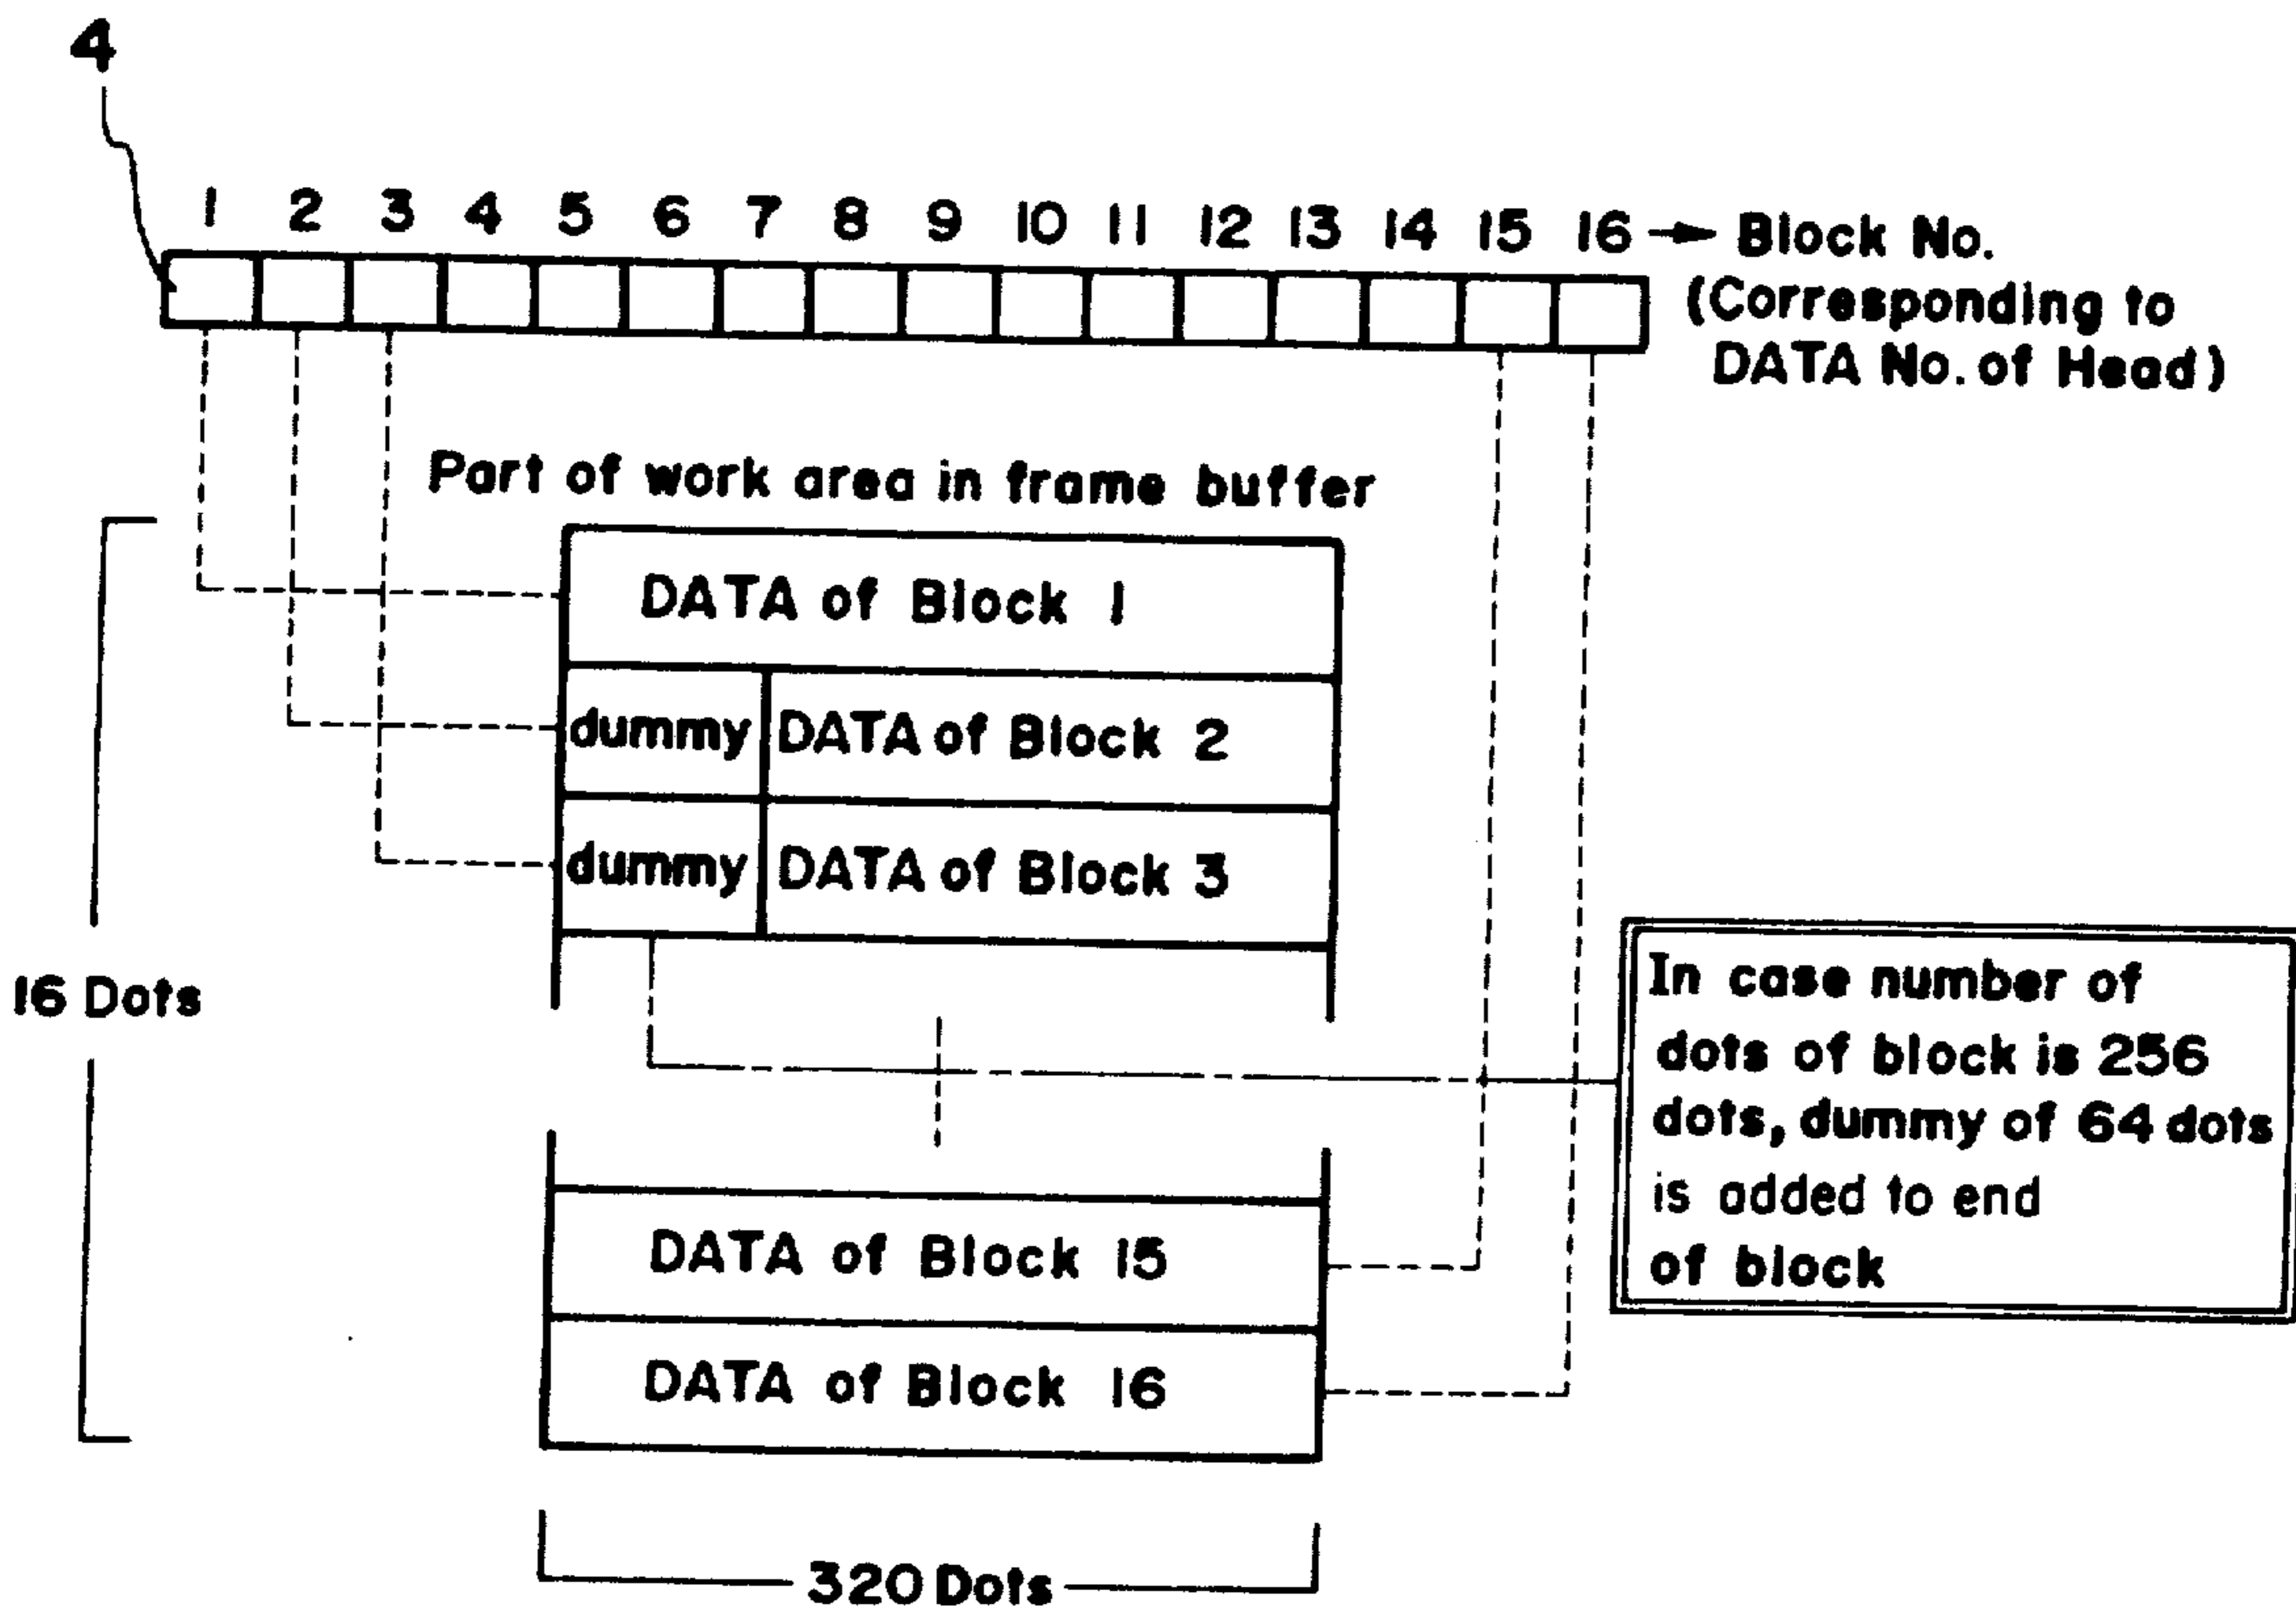 4
1 2 3 4 5 6 7 8 9 10 11 12 13 14 15 16 → Block No.
(Corresponding to
DATA No. of Head)
Part of work area in frame buffer
DATA of Block 1
dummy DATA of Block 2
dummy DATA of Block 3
16 Dots
In case number of
dots of block is 256
dots, dummy of 64 dots
is added to end
of block
DATA of Block 15
DATA of Block 16
320 Dots